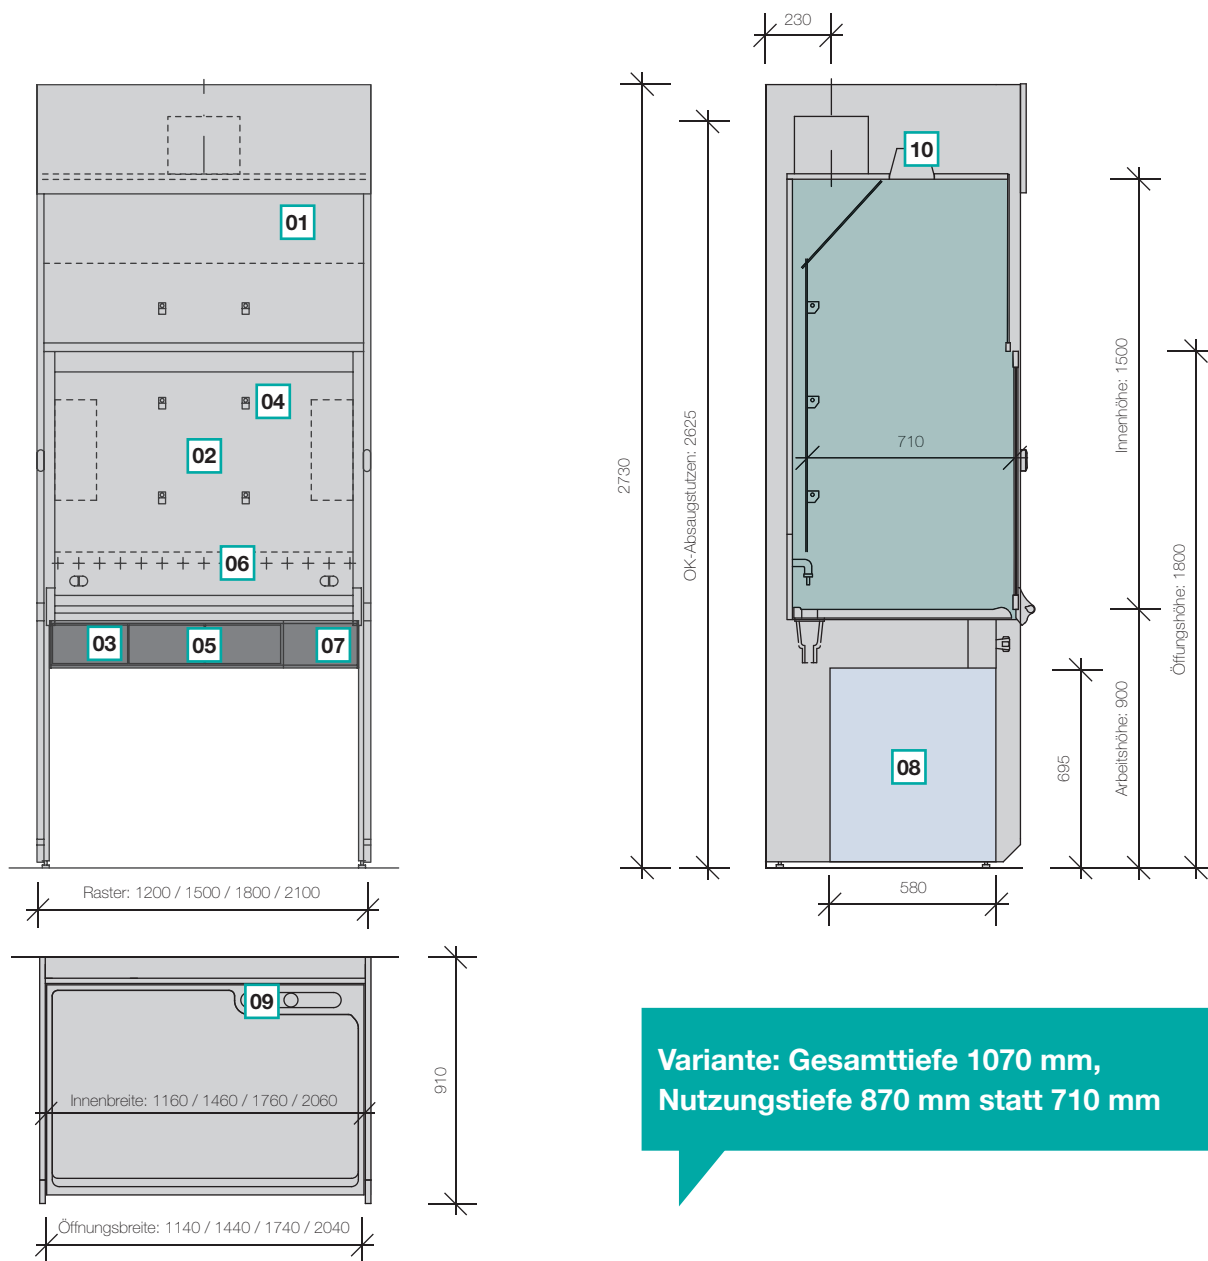 230
10
01
04
02
06
03
05
07
Raster: 1200 / 1500 / 1800 / 2100
2730
OK-Absaugstutzen: 2625
710
Innenhöhe: 1500
Öffungshöhe: 1800
Arbeitshöhe: 900
695
08
580
09
Innenbreite: 1160 / 1460 / 1760 / 2060
910
Öffnungsbreite: 1140 / 1440 / 1740 / 2040
Variante: Gesamttiefe 1070 mm,
Nutzungstiefe 870 mm statt 710 mm